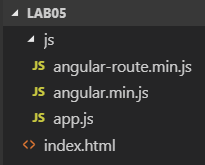 LAB05
js
JS angular-route.min.js
JS angular.min.js
JS app.js
<> index.html